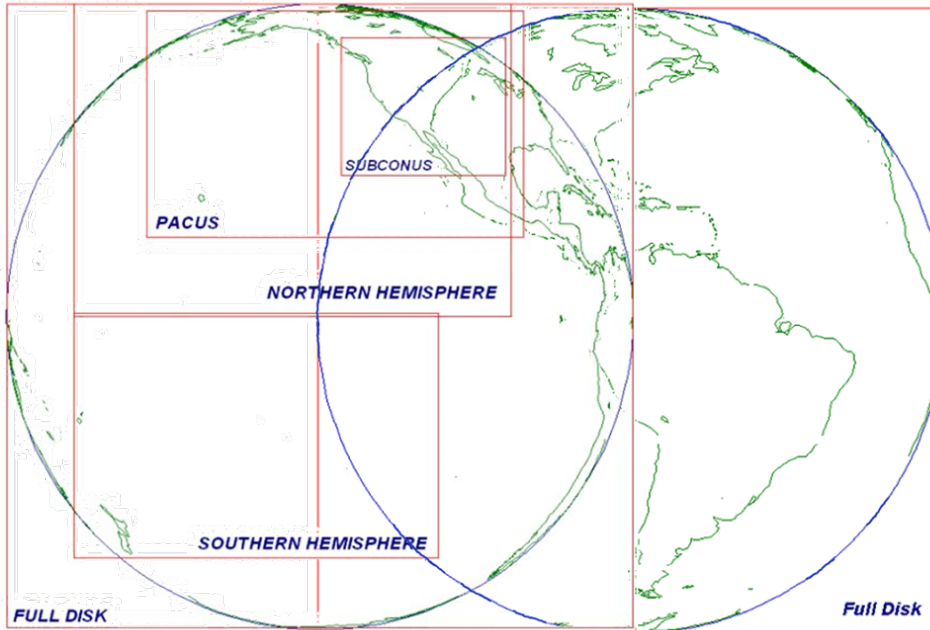 SUBCONUS
PACUS
NORTHERN HEMISPHERE
SOUTHERN HEMISPHERE
FULL DISK
Full Disk